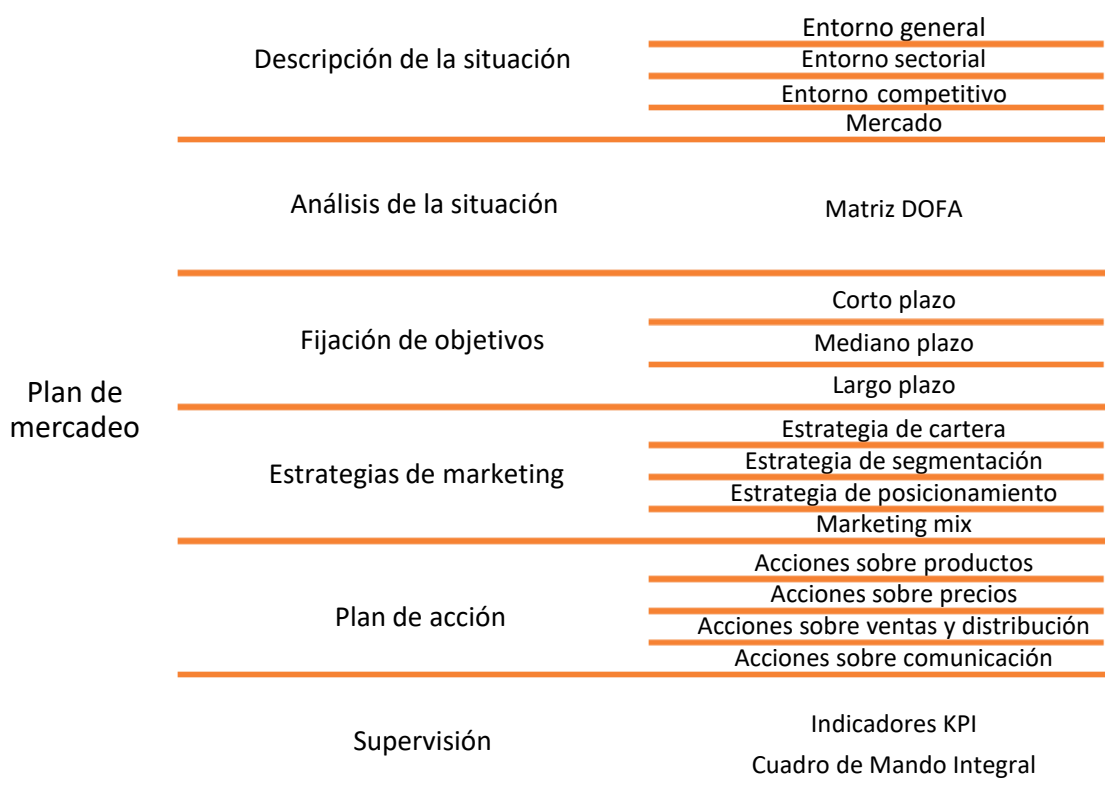 Plan de
mercadeo
Descripción de la situación
Entorno general
Entorno sectorial
Entorno competitivo
Mercado
Análisis de la situación
Matriz DOFA
Fijación de objetivos
Corto plazo
Mediano plazo
Largo plazo
Estrategias de marketing
Estrategia de cartera
Estrategia de segmentación
Estrategia de posicionamiento
Marketing mix
Plan de acción
Acciones sobre productos
Acciones sobre precios
Acciones sobre ventas y distribución
Acciones sobre comunicación
Supervisión
Indicadores KPI
Cuadro de Mando Integral